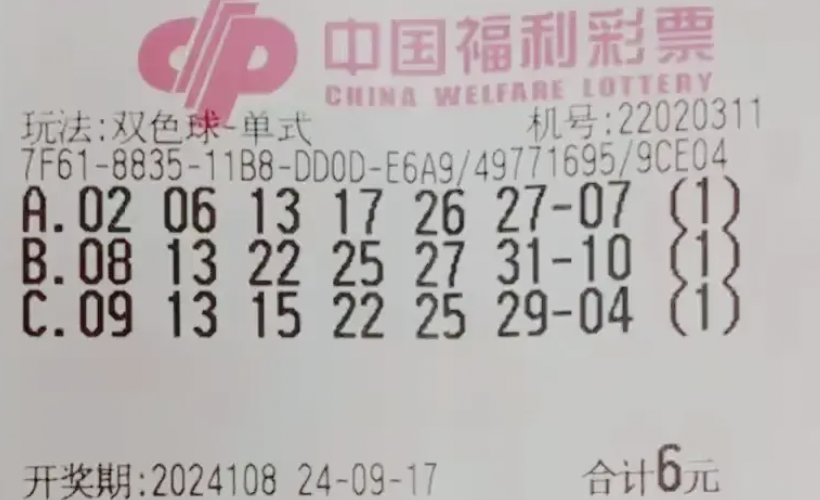 中国福利彩票
CHINA WELFARE LOTTERY
玩法:双色球-单式 机号:22020311
7F61-8835-11B8-DD0D-E6A9/49771695/9CE04
A.02 06 13 17 26 27-07 (1)
B.08 13 22 25 27 31-10 (1)
C.09 13 15 22 25 29-04 (1)
开奖期:2024108 24-09-17 合计6元